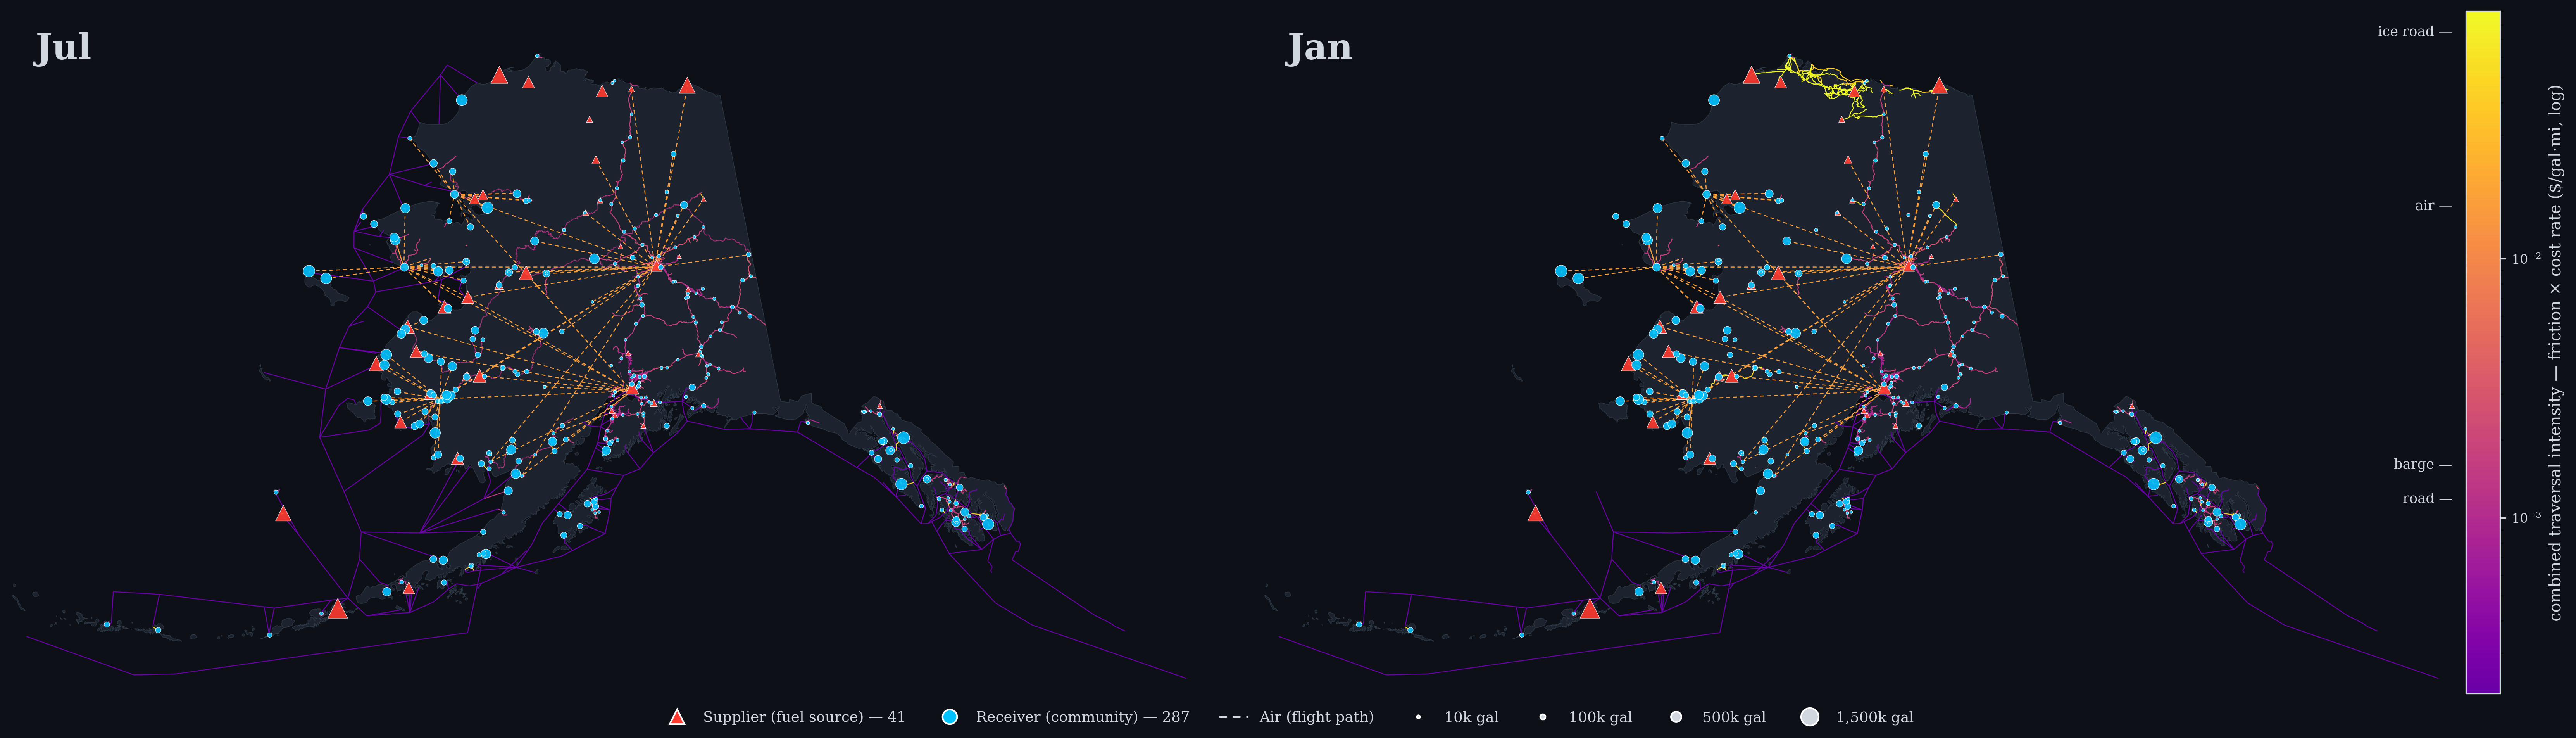 Jul
Jan
ice road —
air —
10⁻²
barge —
road —
10⁻³
combined traversal intensity — friction × cost rate ($/gal·mi, log)
Supplier (fuel source) — 41
Receiver (community) — 287
Air (flight path)
10k gal
100k gal
500k gal
1,500k gal